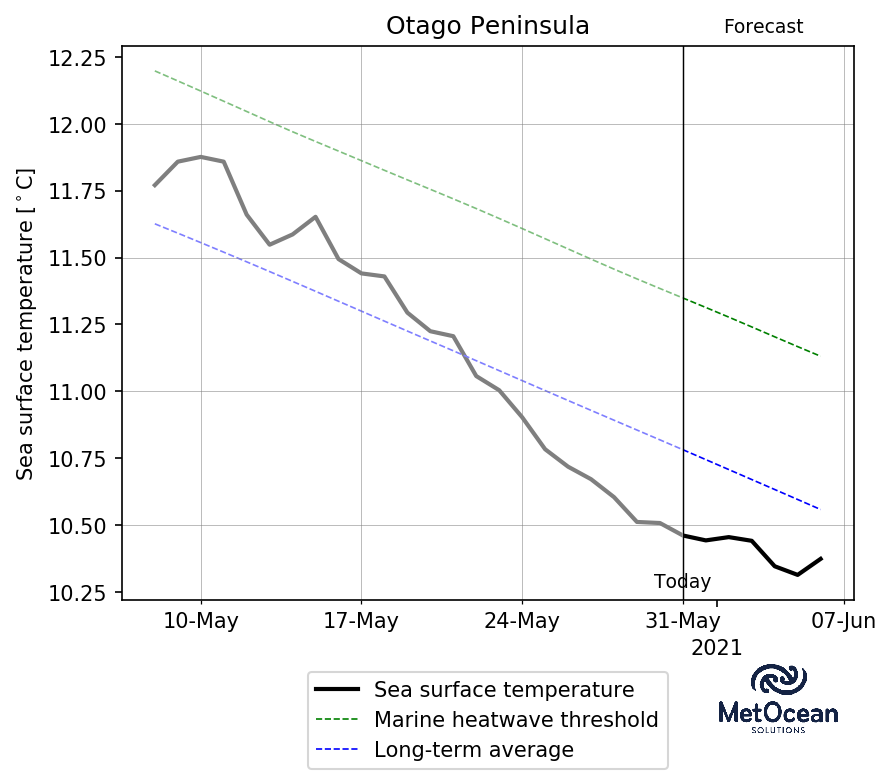 Otago Peninsula
Forecast
Sea surface temperature [°C]
12.25
12.00
11.75
11.50
11.25
11.00
10.75
10.50
10.25
Today
10-May
17-May
24-May
31-May
07-Jun
2021
Sea surface temperature
Marine heatwave threshold
Long-term average
MetOcean
SOLUTIONS